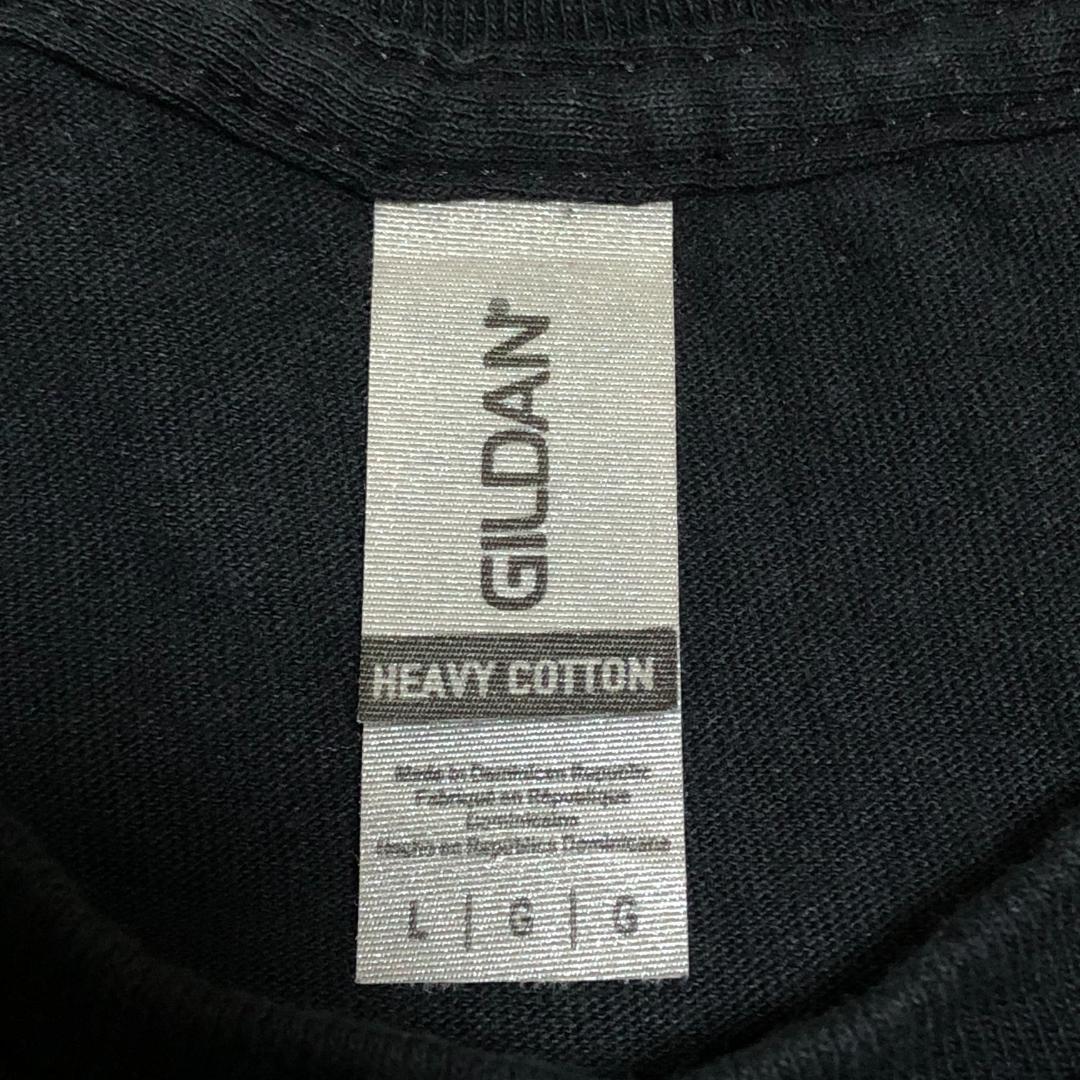 GILDAN®
HEAVY COTTON
Made in Dominican Republic
Fabriqué en République
Dominicaine
Hecho en República Dominicana
L | G | G